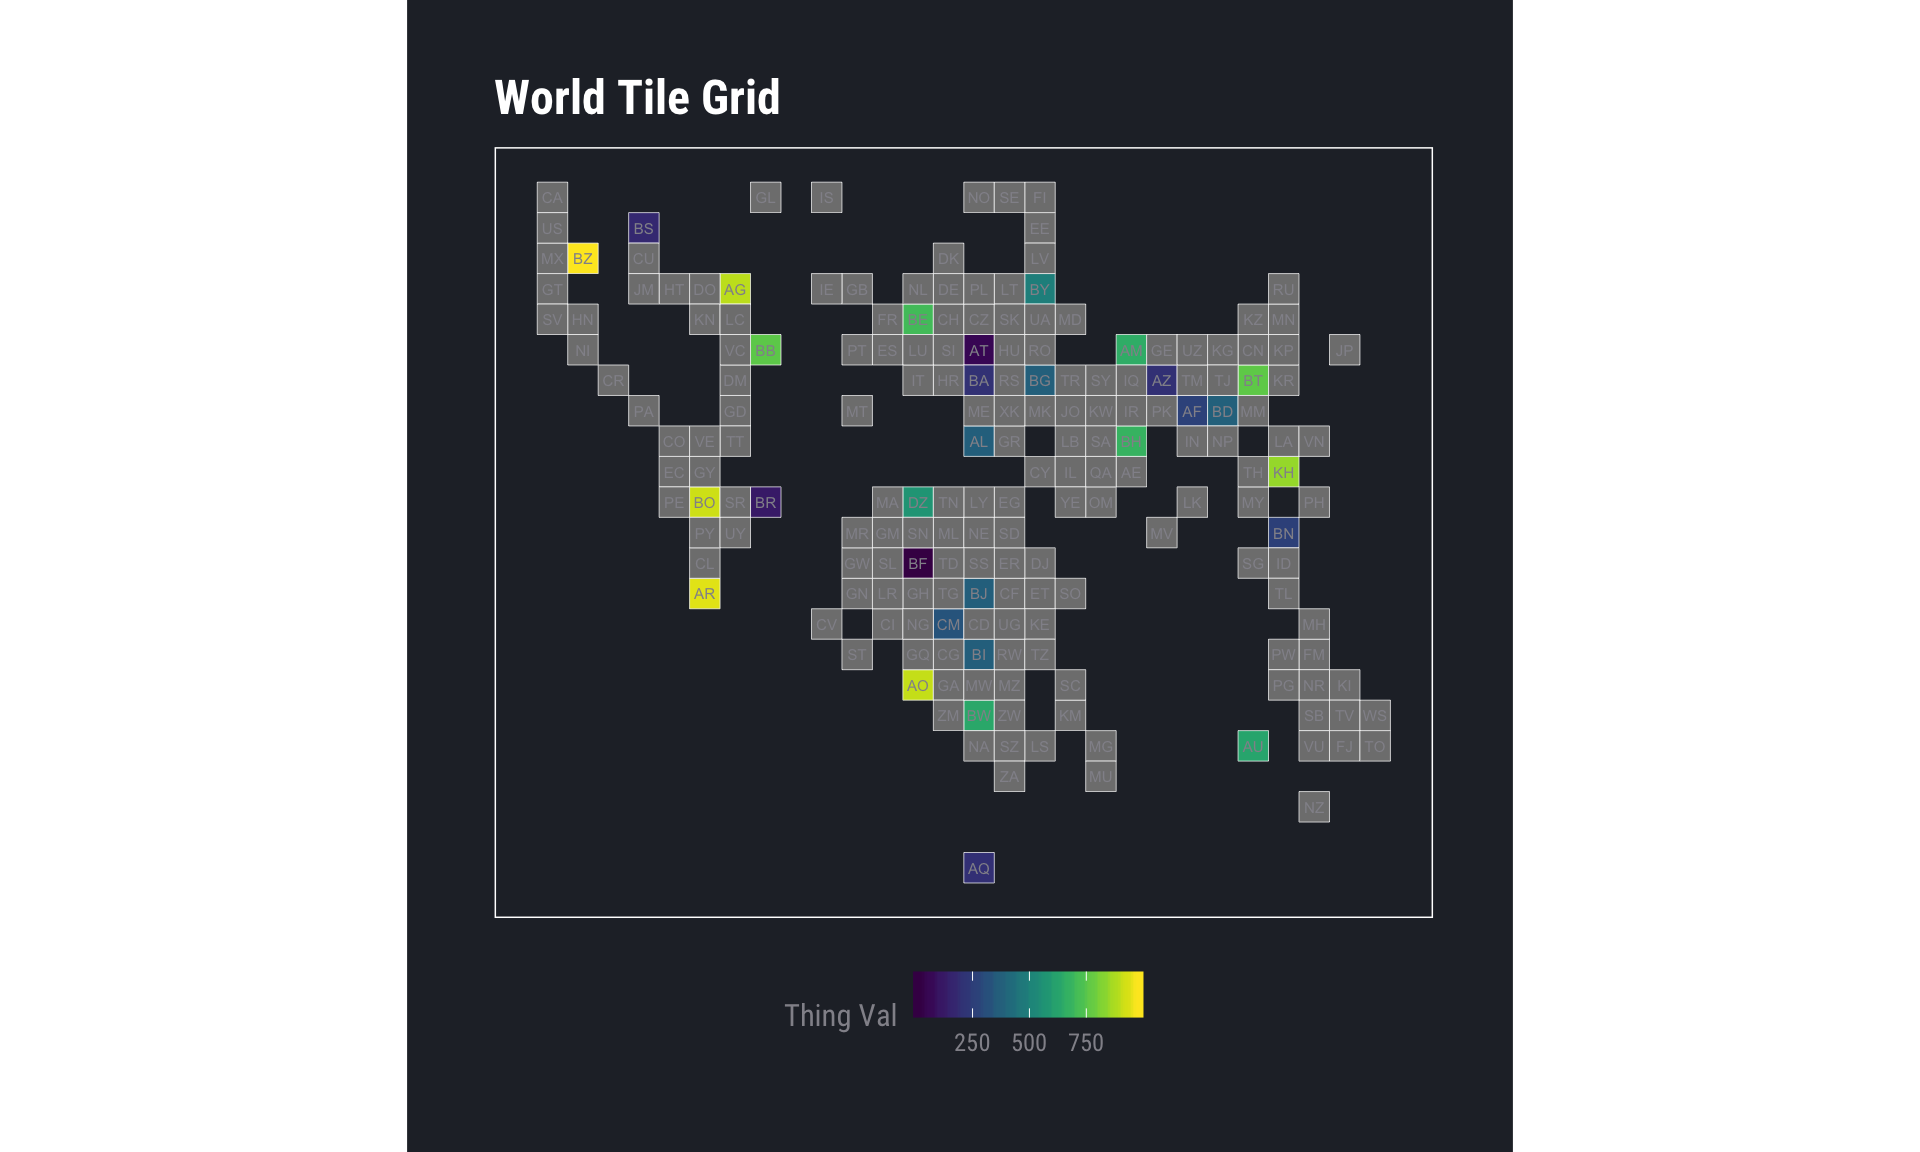 World Tile Grid
CA GL IS NO SE FI
US BS EE
MX BZ CU DK LV
GT JM HT DO AG IE GB NL DE PL LT BY RU
SV HN KN LC FR BE CH CZ SK UA MD KZ MN
NI VC BB PT ES LU SI AT HU RO AM GE UZ KG CN KP JP
CR DM IT HR BA RS BG TR SY IQ AZ TM TJ BT KR
PA GD MT ME XK MK JO KW IR PK AF BD MM
CO VE TT AL GR LB SA BH IN NP LA VN
EC GY CY IL QA AE TH KH
PE BO SR BR MA DZ TN LY EG YE OM LK MY PH
PY UY MR GM SN ML NE SD MV BN
CL GW SL BF TD SS ER DJ SG ID
AR GN LR GH TG BJ CF ET SO TL
CV CI NG CM CD UG KE MH
ST GQ CG BI RW TZ PW FM
AO GA MW MZ SC PG NR KI
ZM BW ZW KM SB TV WS
NA SZ LS MG AU VU FJ TO
ZA MU
NZ
AQ
Thing Val
250 500 750